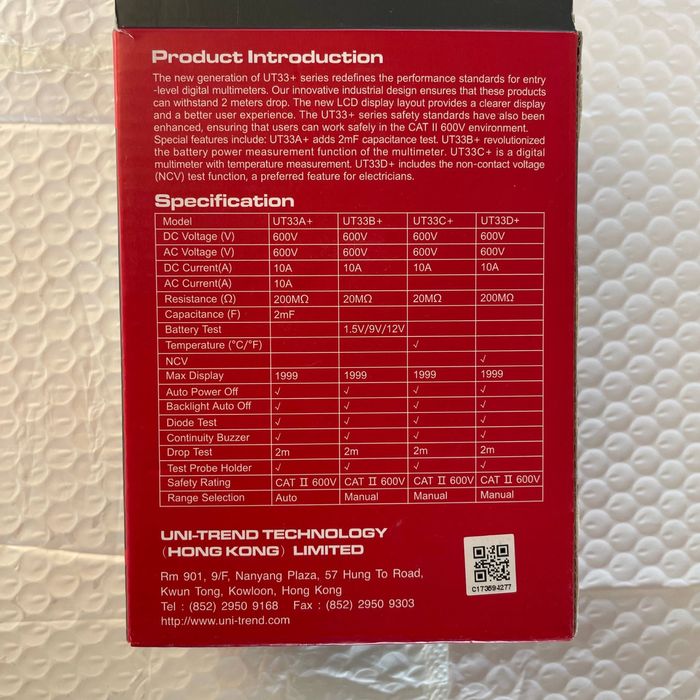 Product Introduction
The new generation of UT33+ series redefines the performance standards for entry
-level digital multimeters. Our innovative industrial design ensures that these products
can withstand 2 meters drop. The new LCD display layout provides a clearer display
and a better user experience. The UT33+ series safety standards have also been
enhanced, ensuring that users can work safely in the CAT II 600V environment.
Special features include: UT33A+ adds 2mF capacitance test. UT33B+ revolutionized
the battery power measurement function of the multimeter. UT33C+ is a digital
multimeter with temperature measurement. UT33D+ includes the non-contact voltage
(NCV) test function, a preferred feature for electricians.
Specification
Model UT33A+ UT33B+ UT33C+ UT33D+
DC Voltage (V) 600V 600V 600V 600V
AC Voltage (V) 600V 600V 600V 600V
DC Current(A) 10A 10A 10A 10A
AC Current(A) 10A
Resistance (Ω) 200MΩ 20MΩ 20MΩ 200MΩ
Capacitance (F) 2mF
Battery Test 1.5V/9V/12V
Temperature (°C/°F) √
NCV √
Max Display 1999 1999 1999 1999
Auto Power Off √ √ √ √
Backlight Auto Off √ √ √ √
Diode Test √ √ √ √
Continuity Buzzer √ √ √ √
Drop Test 2m 2m 2m 2m
Test Probe Holder √ √ √ √
Safety Rating CAT II 600V CAT II 600V CAT II 600V CAT II 600V
Range Selection Auto Manual Manual Manual
UNI-TREND TECHNOLOGY
(HONG KONG) LIMITED
Rm 901, 9/F, Nanyang Plaza, 57 Hung To Road,
Kwun Tong, Kowloon, Hong Kong
Tel : (852) 2950 9168 Fax : (852) 2950 9303
http://www.uni-trend.com